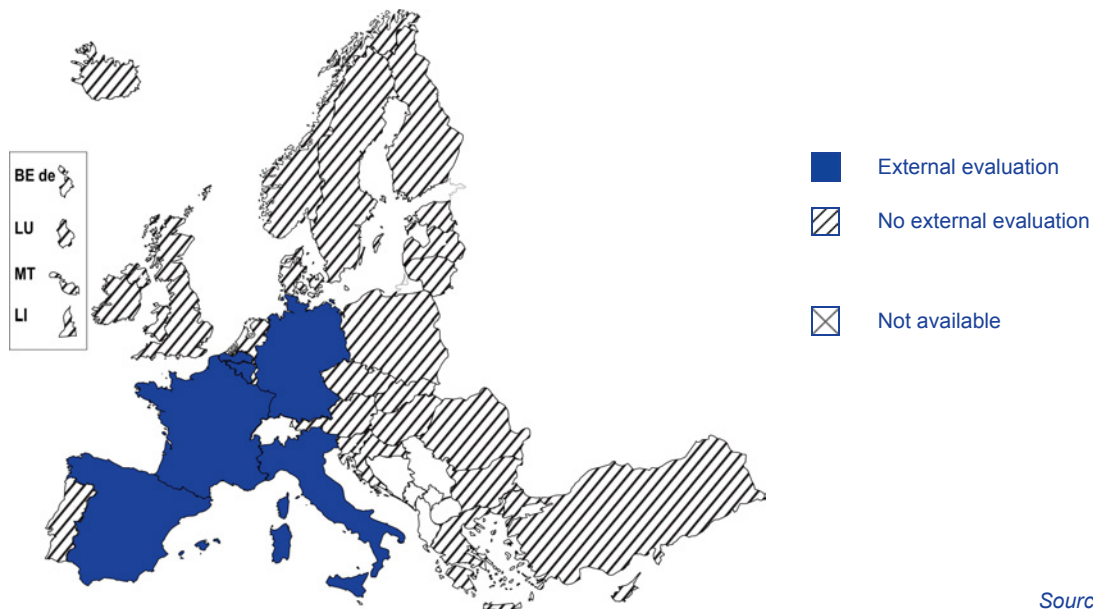 BE de
LU
MT
LI
External evaluation
No external evaluation
Not available
Sourc